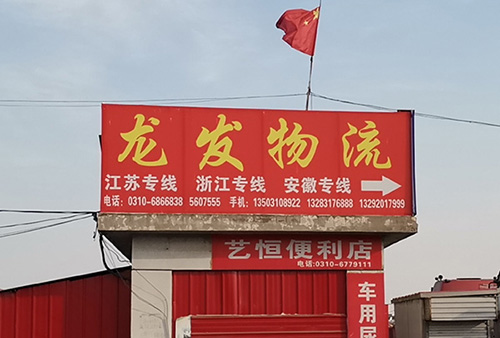 龙发物流
江苏专线 浙江专线 安徽专线
电话:0310-6866838 5607555 手机:13503108922 13283176888 13292017999
艺恒便利店
电话:0310-6779111
车用尿